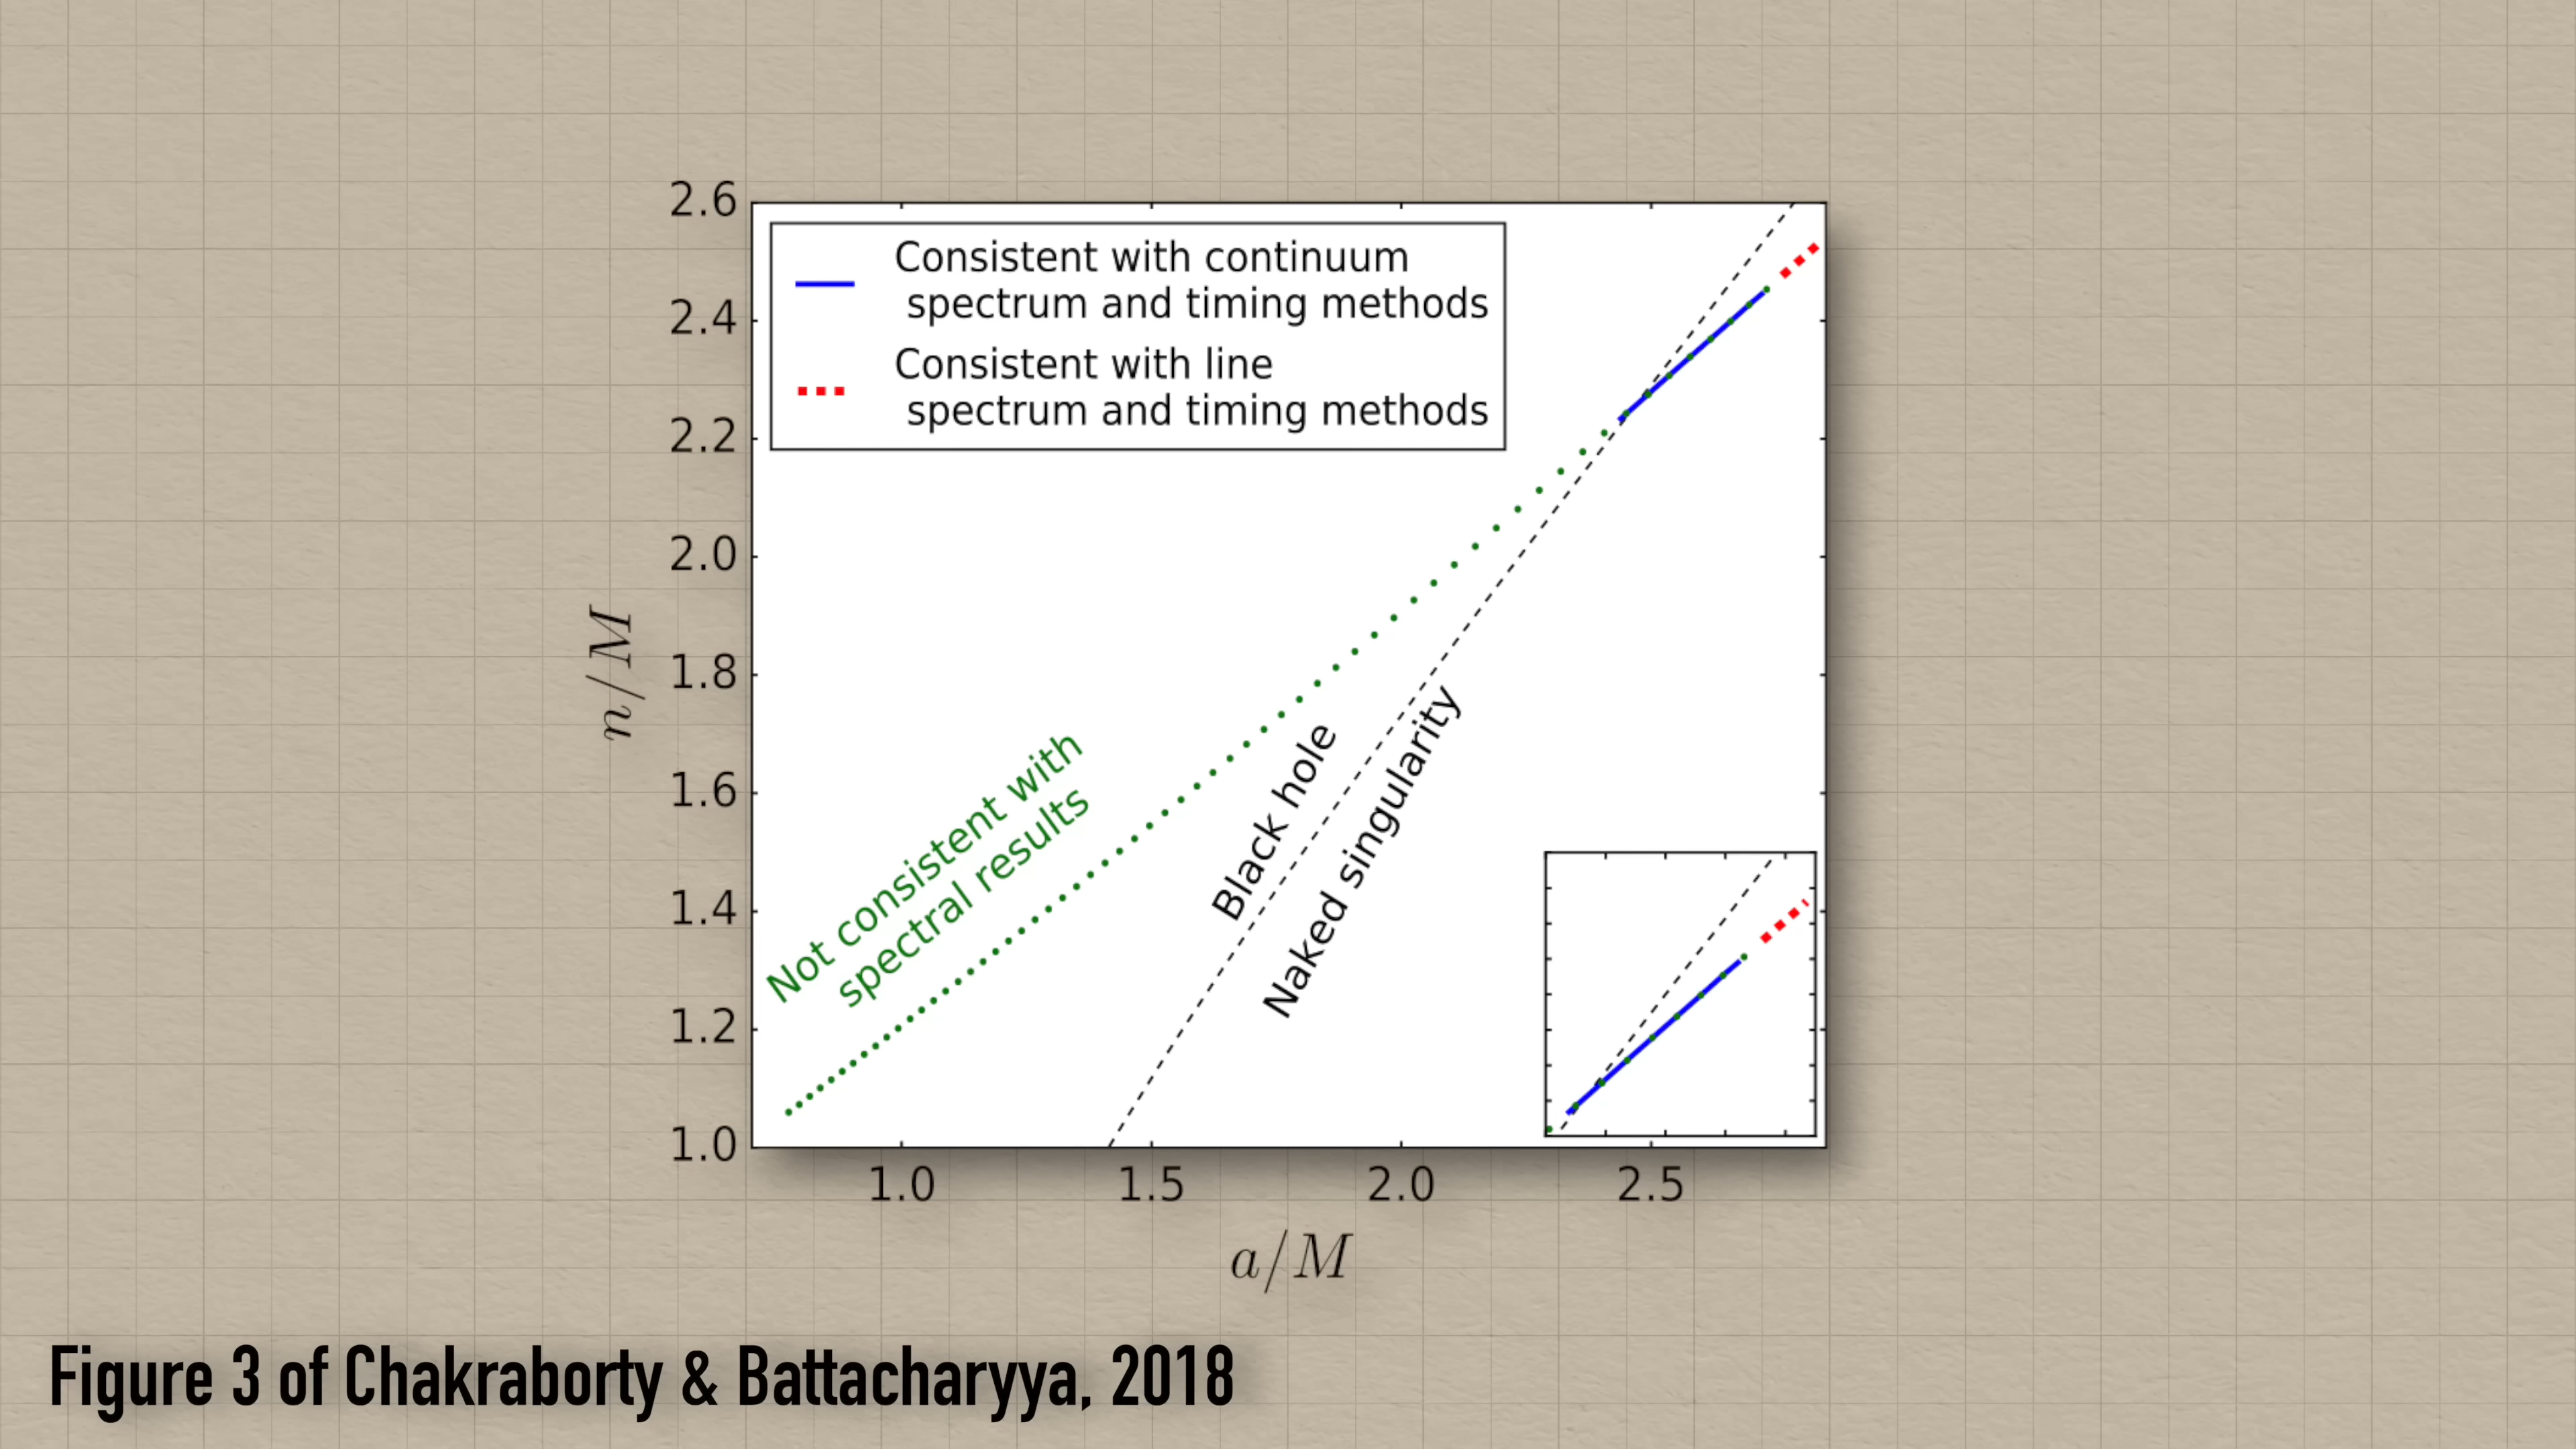 2.6
2.4
2.2
2.0
1.8
1.6
1.4
1.2
1.0
n/M
Consistent with continuum
spectrum and timing methods
Consistent with line
spectrum and timing methods
Not consistent with
spectral results
Black hole
Naked singularity
1.0 1.5 2.0 2.5
a/M
Figure 3 of Chakraborty & Battacharyya, 2018